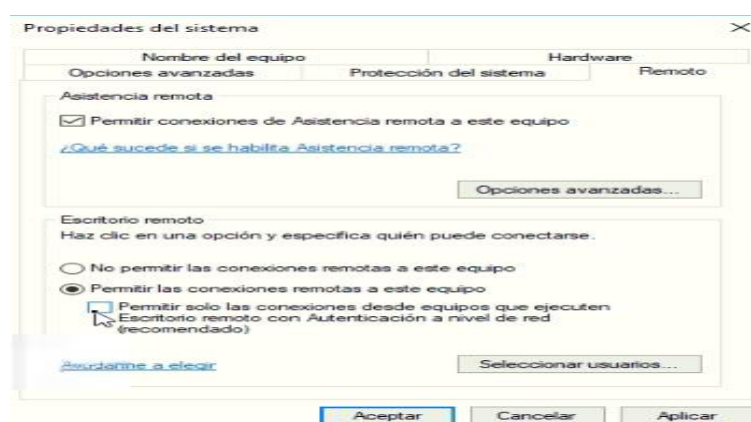 Propiedades del sistema
Nombre del equipo
Hardware
Opciones avanzadas
Protección del sistema
Remoto
Asistencia remota
Permitir conexiones de Asistencia remota a este equipo
¿Qué sucede si se habilita Asistencia remota?
Opciones avanzadas...
Escritorio remoto
Haz clic en una opción y especifica quién puede conectarse.
No permitir las conexiones remotas a este equipo
Permitir las conexiones remotas a este equipo
Permitir solo las conexiones desde equipos que ejecuten
Escritorio remoto con Autenticación a nivel de red
(recomendado)
Ayudarme a elegir
Seleccionar usuarios...
Aceptar
Cancelar
Aplicar